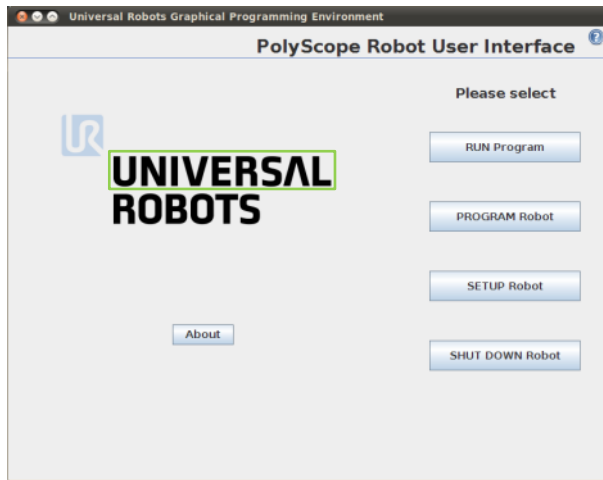 Universal Robots Graphical Programming Environment
PolyScope Robot User Interface
?
Please select
UR
UNIVERSAL
ROBOTS
RUN Program
PROGRAM Robot
SETUP Robot
About
SHUT DOWN Robot